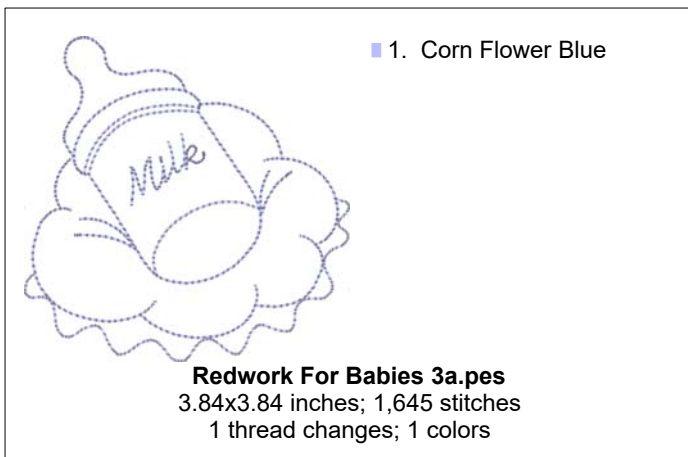 1. Corn Flower Blue
Milk
Redwork For Babies 3a.pes
3.84x3.84 inches; 1,645 stitches
1 thread changes; 1 colors